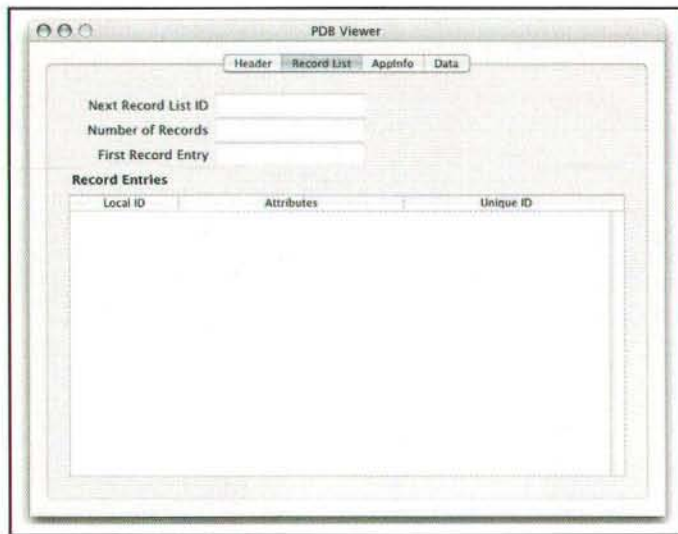 PDB Viewer
Header Record List AppInfo Data
Next Record List ID
Number of Records
First Record Entry
Record Entries
Local ID Attributes Unique ID